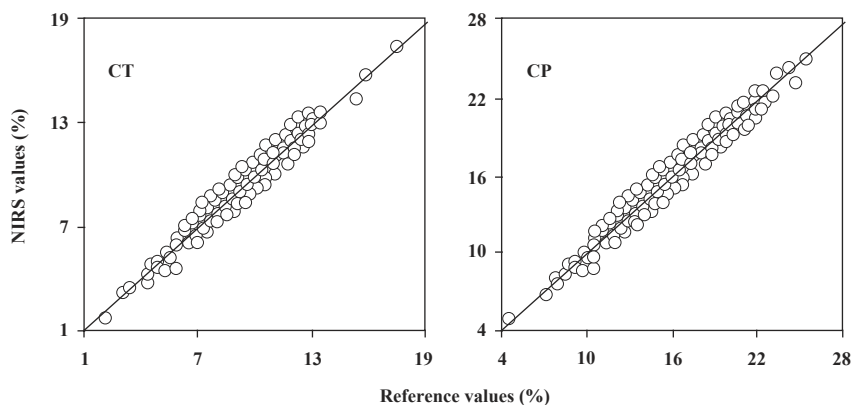 19
13
7
1
CT
1 7 13 19
28
22
16
10
4
CP
4 10 16 22 28
NIRS values (%)
Reference values (%)